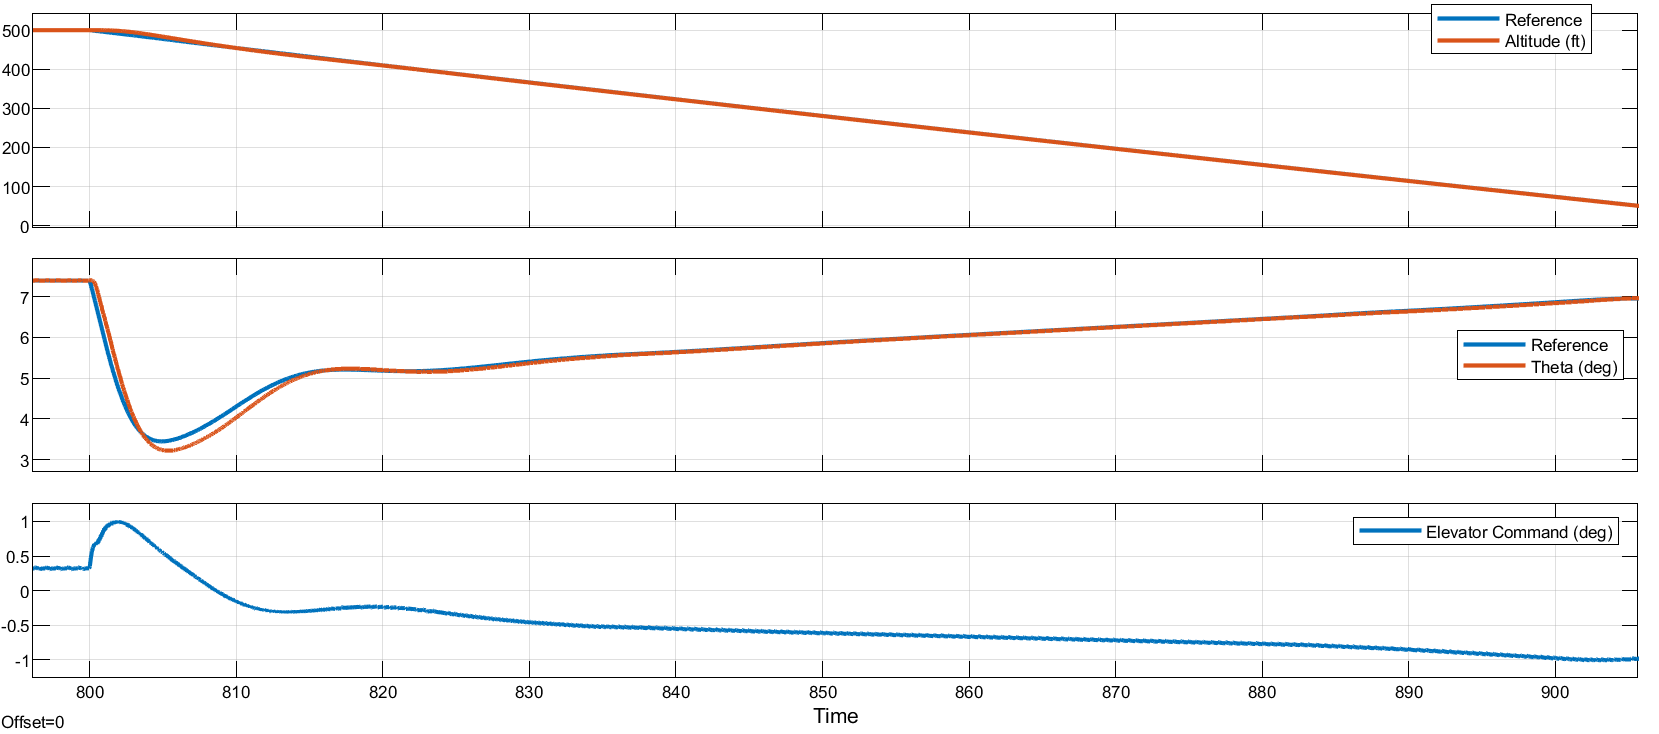 Reference
Altitude (ft)
500
400
300
200
100
0
Reference
Theta (deg)
7
6
5
4
3
Elevator Command (deg)
1
0.5
0
-0.5
-1
800 810 820 830 840 850 860 870 880 890 900
Time
Offset=0